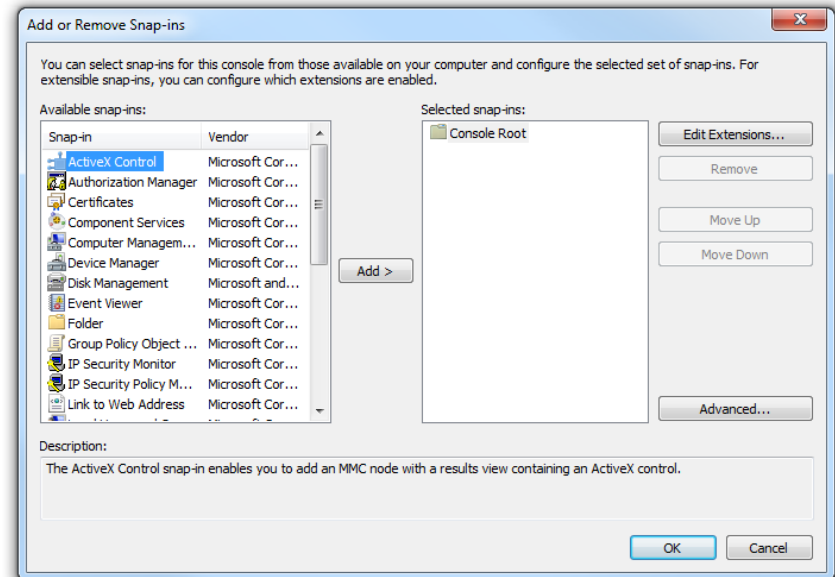 Add or Remove Snap-ins
You can select snap-ins for this console from those available on your computer and configure the selected set of snap-ins. For
extensible snap-ins, you can configure which extensions are enabled.
Available snap-ins:
Snap-in Vendor
ActiveX Control Microsoft Cor...
Authorization Manager Microsoft Cor...
Certificates Microsoft Cor...
Component Services Microsoft Cor...
Computer Managem... Microsoft Cor...
Device Manager Microsoft Cor...
Disk Management Microsoft and...
Event Viewer Microsoft Cor...
Folder Microsoft Cor...
Group Policy Object ... Microsoft Cor...
IP Security Monitor Microsoft Cor...
IP Security Policy M... Microsoft Cor...
Link to Web Address Microsoft Cor...
Add >
Selected snap-ins:
Console Root
Edit Extensions...
Remove
Move Up
Move Down
Advanced...
Description:
The ActiveX Control snap-in enables you to add an MMC node with a results view containing an ActiveX control.
OK
Cancel